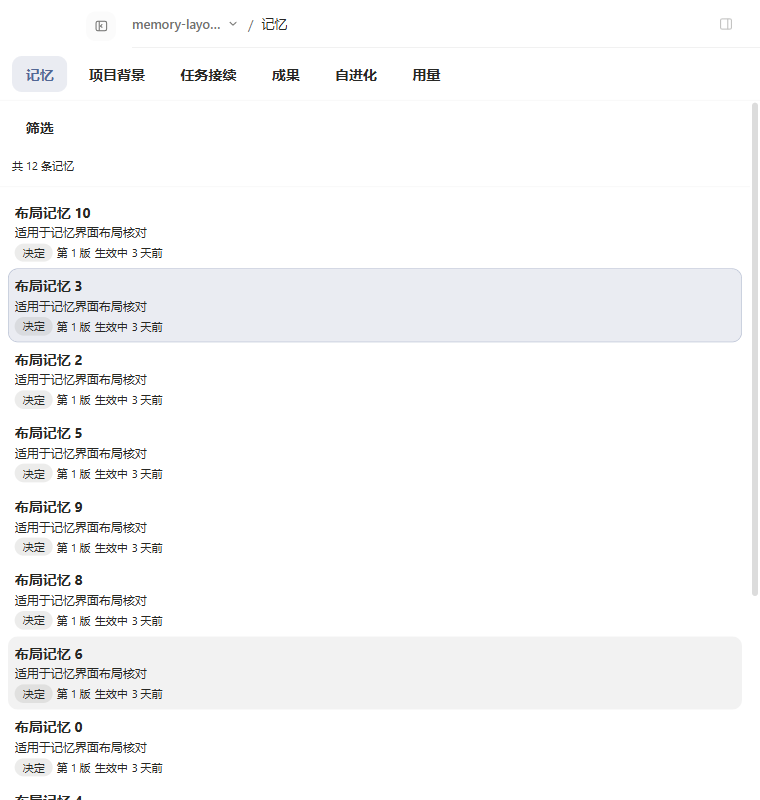 memory-layo... / 记忆
记忆 项目背景 任务接续 成果 自进化 用量
筛选
共 12 条记忆
布局记忆 10
适用于记忆界面布局核对
决定 第 1 版 生效中 3 天前
布局记忆 3
适用于记忆界面布局核对
决定 第 1 版 生效中 3 天前
布局记忆 2
适用于记忆界面布局核对
决定 第 1 版 生效中 3 天前
布局记忆 5
适用于记忆界面布局核对
决定 第 1 版 生效中 3 天前
布局记忆 9
适用于记忆界面布局核对
决定 第 1 版 生效中 3 天前
布局记忆 8
适用于记忆界面布局核对
决定 第 1 版 生效中 3 天前
布局记忆 6
适用于记忆界面布局核对
决定 第 1 版 生效中 3 天前
布局记忆 0
适用于记忆界面布局核对
决定 第 1 版 生效中 3 天前
布局记忆